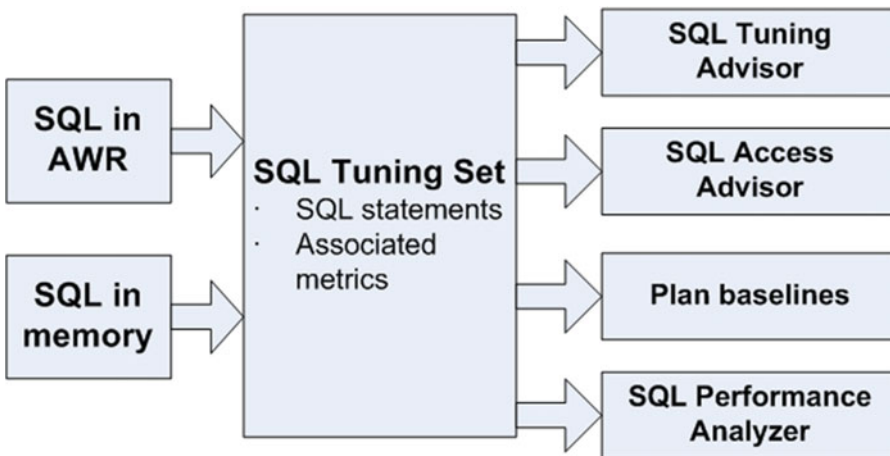 SQL in
AWR
SQL in
memory
SQL Tuning Set
· SQL statements
· Associated
metrics
SQL Tuning
Advisor
SQL Access
Advisor
Plan baselines
SQL Performance
Analyzer